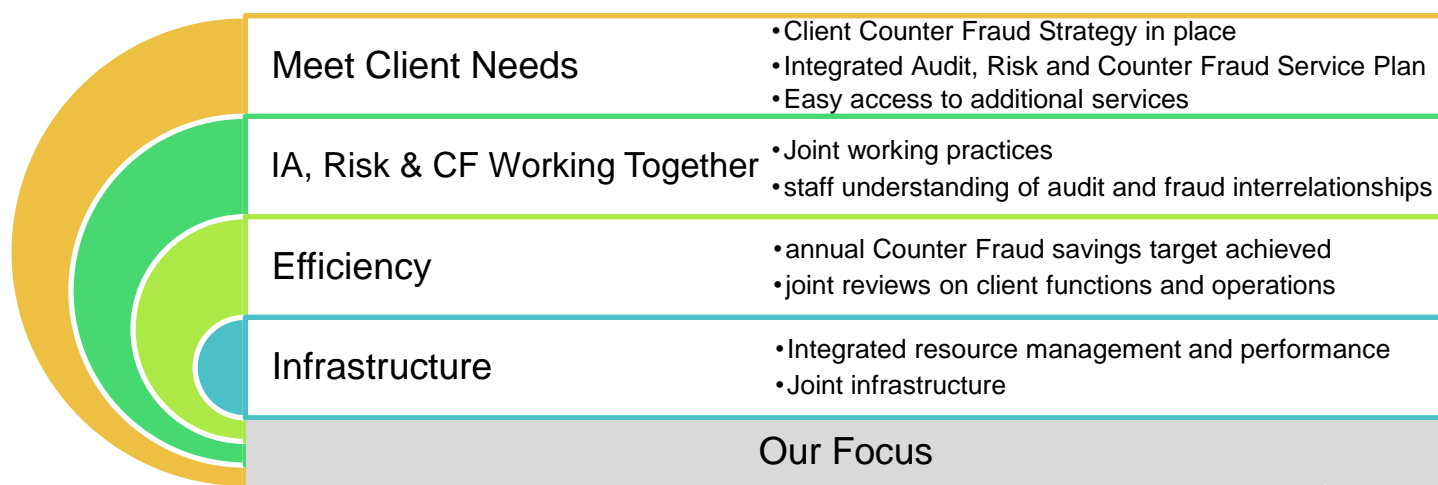 Meet Client Needs
•Client Counter Fraud Strategy in place
•Integrated Audit, Risk and Counter Fraud Service Plan
•Easy access to additional services
IA, Risk & CF Working Together
•Joint working practices
•staff understanding of audit and fraud interrelationships
Efficiency
•annual Counter Fraud savings target achieved
•joint reviews on client functions and operations
Infrastructure
•Integrated resource management and performance
•Joint infrastructure
Our Focus